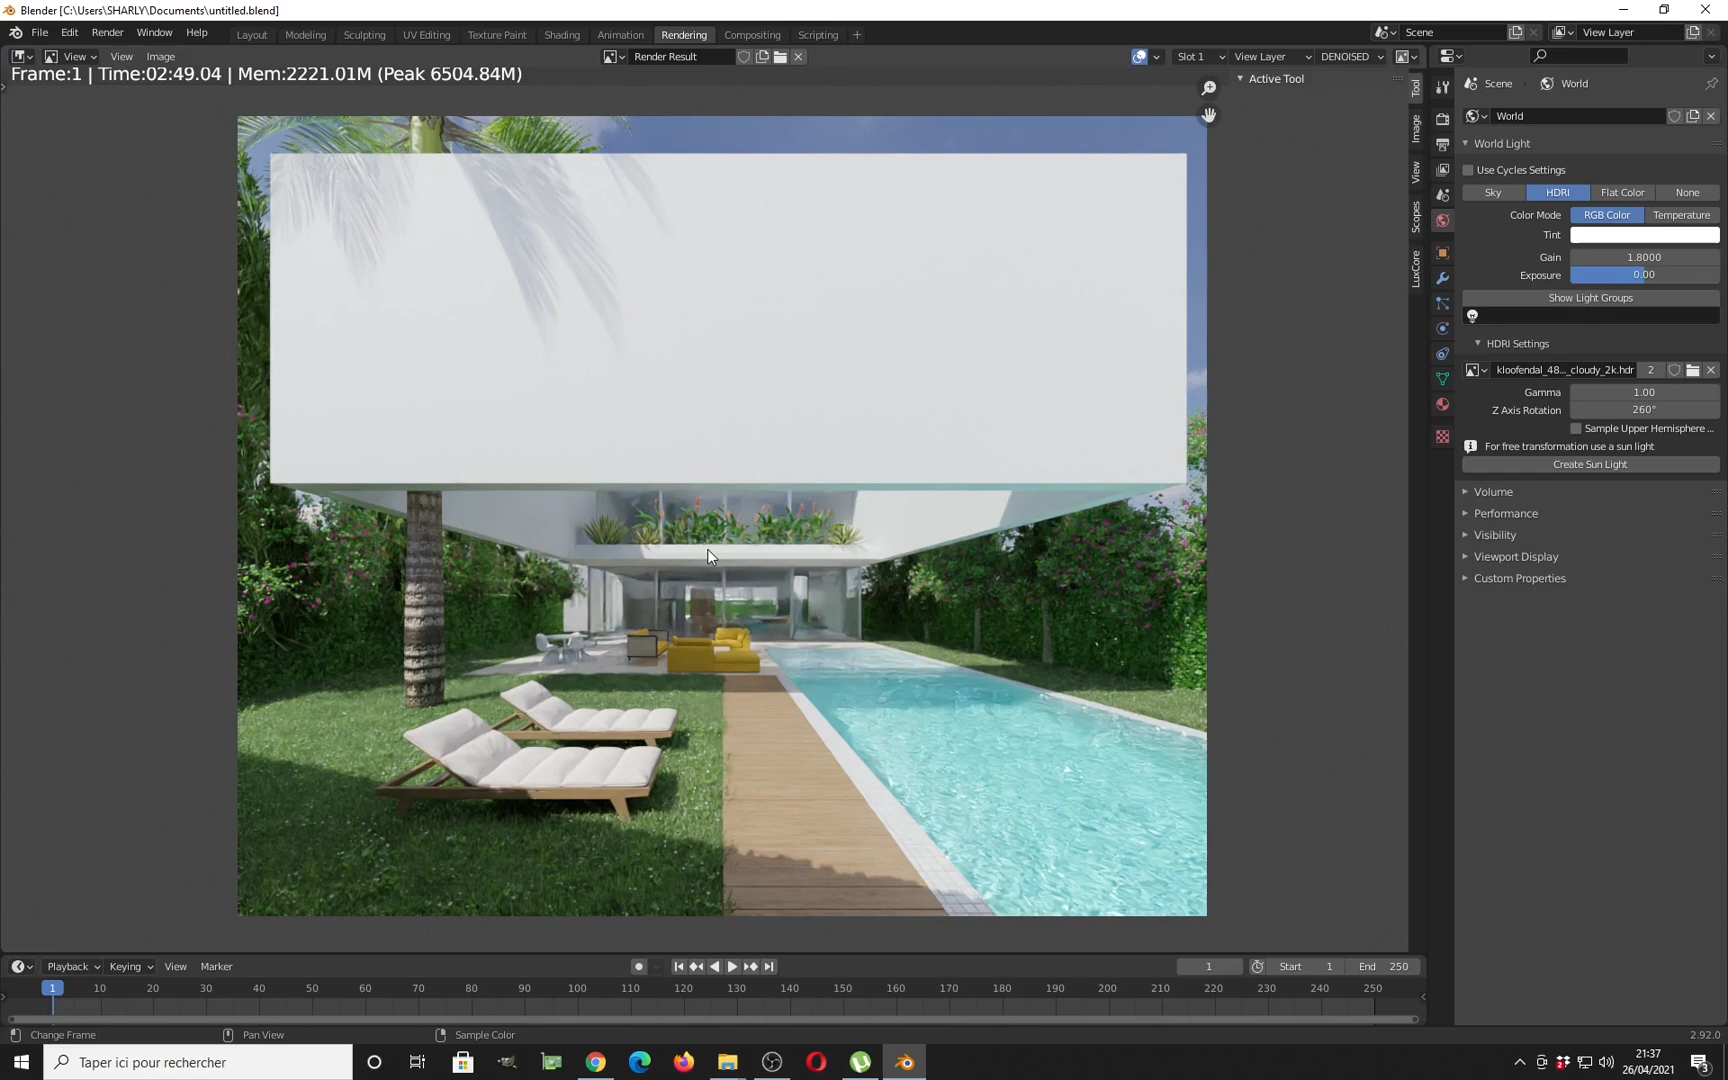 Blender [C:\Users\SHARLY\Documents\untitled.blend]
File Edit Render Window Help Layout Modeling Sculpting UV Editing Texture Paint Shading Animation Rendering Compositing Scripting + Scene View Layer
View View Image Render Result Slot 1 View Layer DENOISED
Frame:1 | Time:02:49.04 | Mem:2221.01M (Peak 6504.84M)
Active Tool
Tool
Image
View
Scopes
LuxCore
Scene World
World
World Light
Use Cycles Settings
Sky HDRI Flat Color None
Color Mode RGB Color Temperature
Tint
Gain 1.8000
Exposure 0.00
Show Light Groups
HDRI Settings
kloofendal_48..._cloudy_2k.hdr 2
Gamma 1.00
Z Axis Rotation 260°
Sample Upper Hemisphere ...
For free transformation use a sun light
Create Sun Light
Volume
Performance
Visibility
Viewport Display
Custom Properties
Playback Keying View Marker 1 Start 1 End 250
1 10 20 30 40 50 60 70 80 90 100 110 120 130 140 150 160 170 180 190 200 210 220 230 240 250
Change Frame Pan View Sample Color 2.92.0
Taper ici pour rechercher
21:37
26/04/2021
3